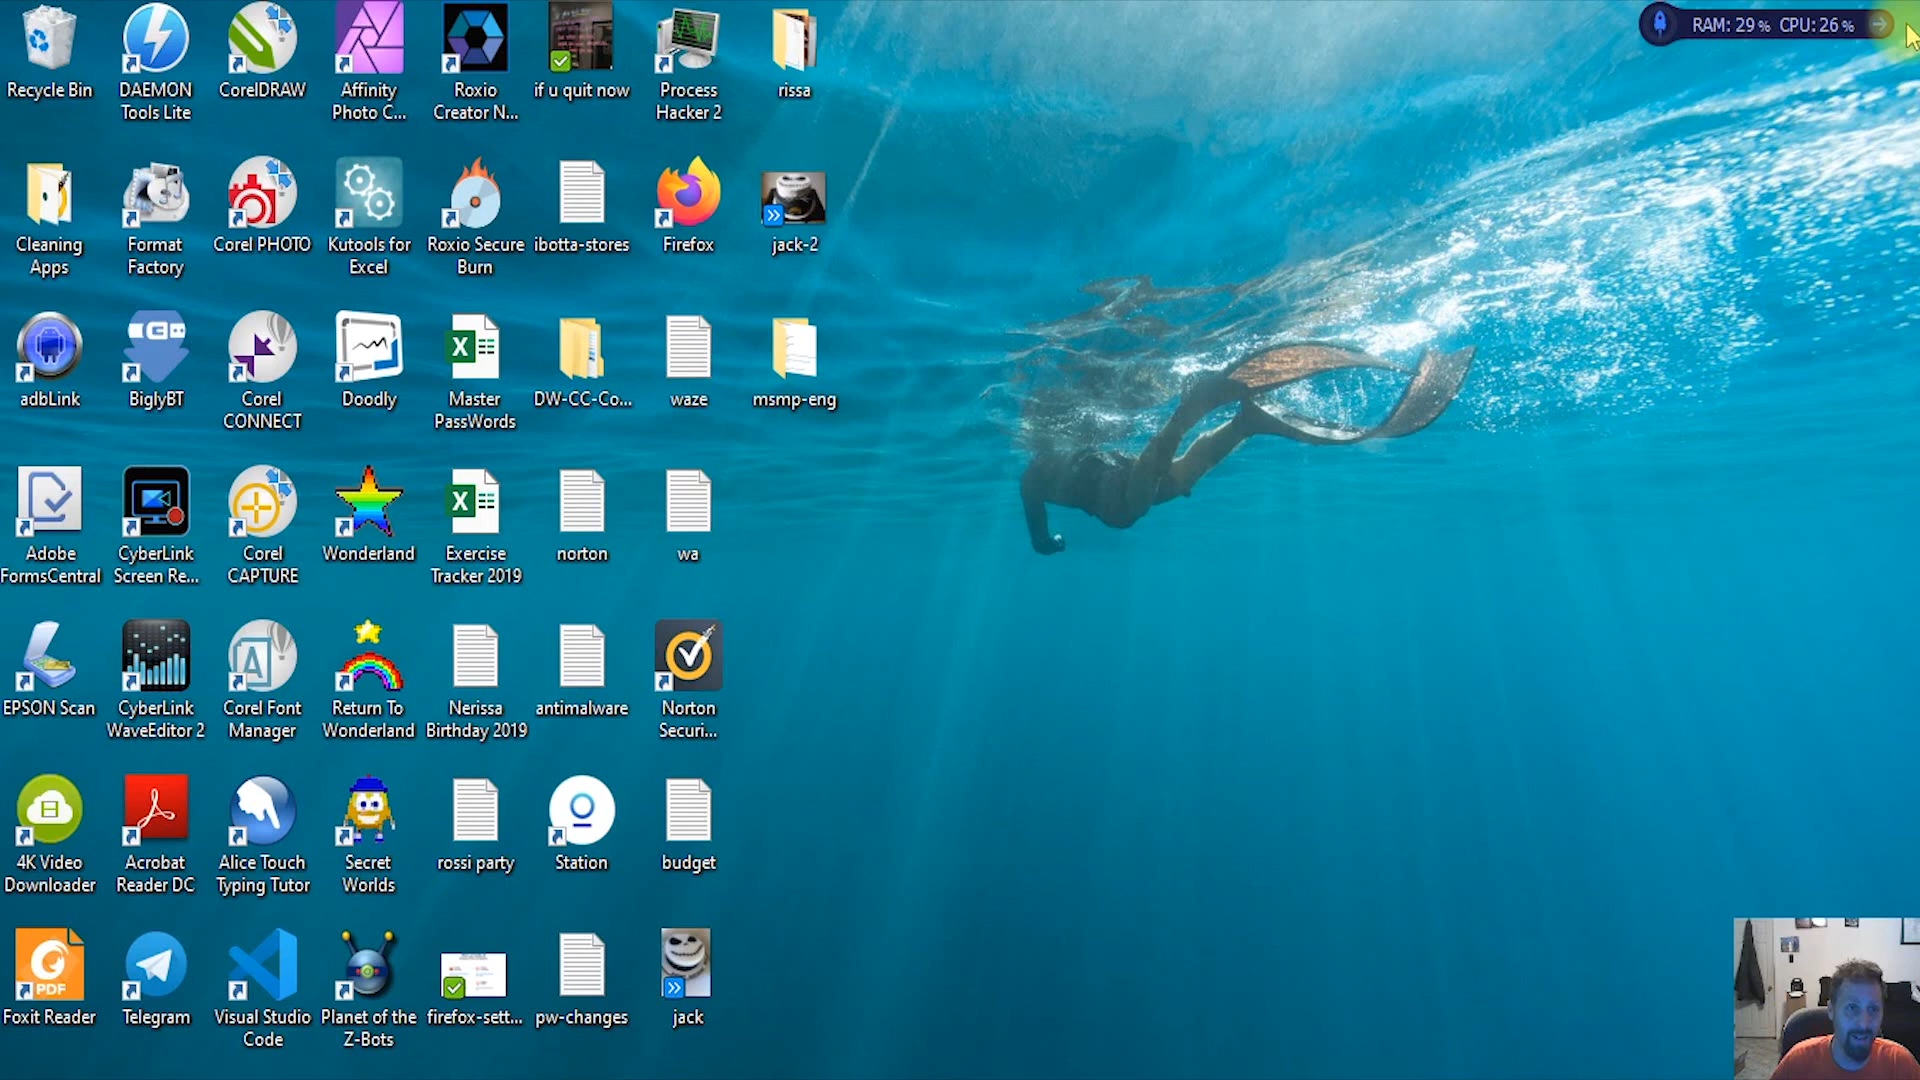 RAM: 29% CPU: 26%
Recycle Bin
DAEMON
Tools Lite
CorelDRAW
Affinity
Photo C...
Roxio
Creator N...
if u quit now
Process
Hacker 2
rissa
Cleaning
Apps
Format
Factory
Corel PHOTO
Kutools for
Excel
Roxio Secure
Burn
ibotta-stores
Firefox
jack-2
adbLink
BiglyBT
Corel
CONNECT
Doodly
Master
PassWords
DW-CC-Co...
waze
msmp-eng
Adobe
FormsCentral
CyberLink
Screen Re...
Corel
CAPTURE
Wonderland
Exercise
Tracker 2019
norton
wa
EPSON Scan
CyberLink
WaveEditor 2
Corel Font
Manager
Return To
Wonderland
Nerissa
Birthday 2019
antimalware
Norton
Securi...
4K Video
Downloader
Acrobat
Reader DC
Alice Touch
Typing Tutor
Secret
Worlds
rossi party
Station
budget
PDF
Foxit Reader
Telegram
Visual Studio
Code
Planet of the
Z-Bots
firefox-sett...
pw-changes
jack